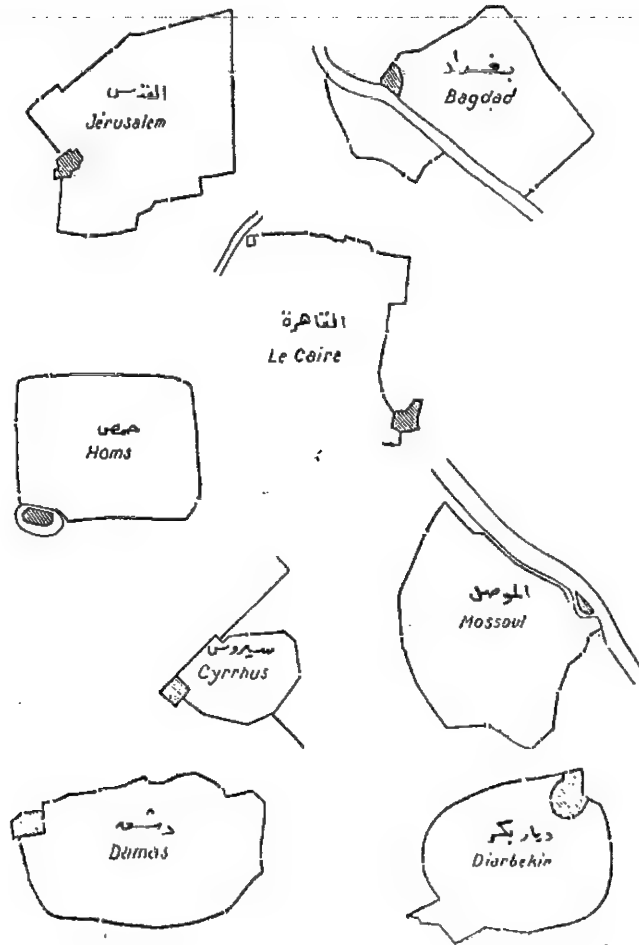 القدس
Jérusalem
بغداد
Bagdad
القاهرة
Le Caire
حمص
Homs
الموصل
Mossoul
سيروس
Cyrrhus
دمشق
Damas
ديار بكر
Diarbekir